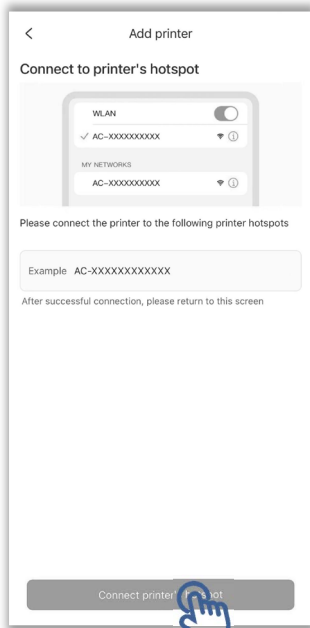 Add printer
Connect to printer's hotspot
WLAN
AC-XXXXXXXXXX
MY NETWORKS
AC-XXXXXXXXXX
Please connect the printer to the following printer hotspots
Example AC-XXXXXXXXXXXX
After successful connection, please return to this screen
Connect printer's hotspot